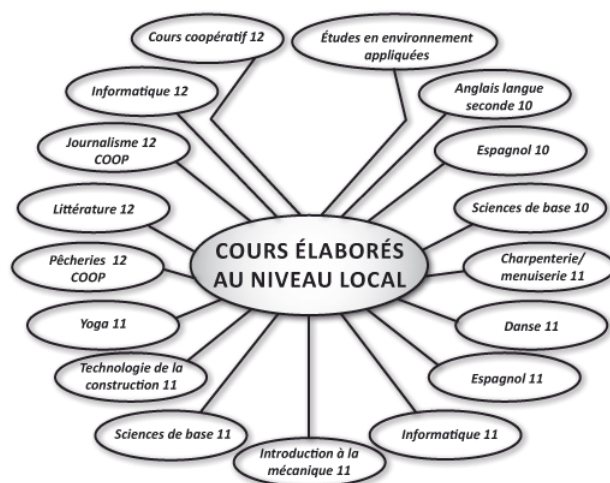 Cours coopératif 12
Études en environnement
appliquées
Informatique 12
Anglais langue
seconde 10
Journalisme 12
COOP
Espagnol 10
Littérature 12
Sciences de base 10
COURS ÉLABORÉS
AU NIVEAU LOCAL
Pêcheries 12
COOP
Charpenterie/
menuiserie 11
Yoga 11
Danse 11
Technologie de la
construction 11
Espagnol 11
Sciences de base 11
Informatique 11
Introduction à la
mécanique 11